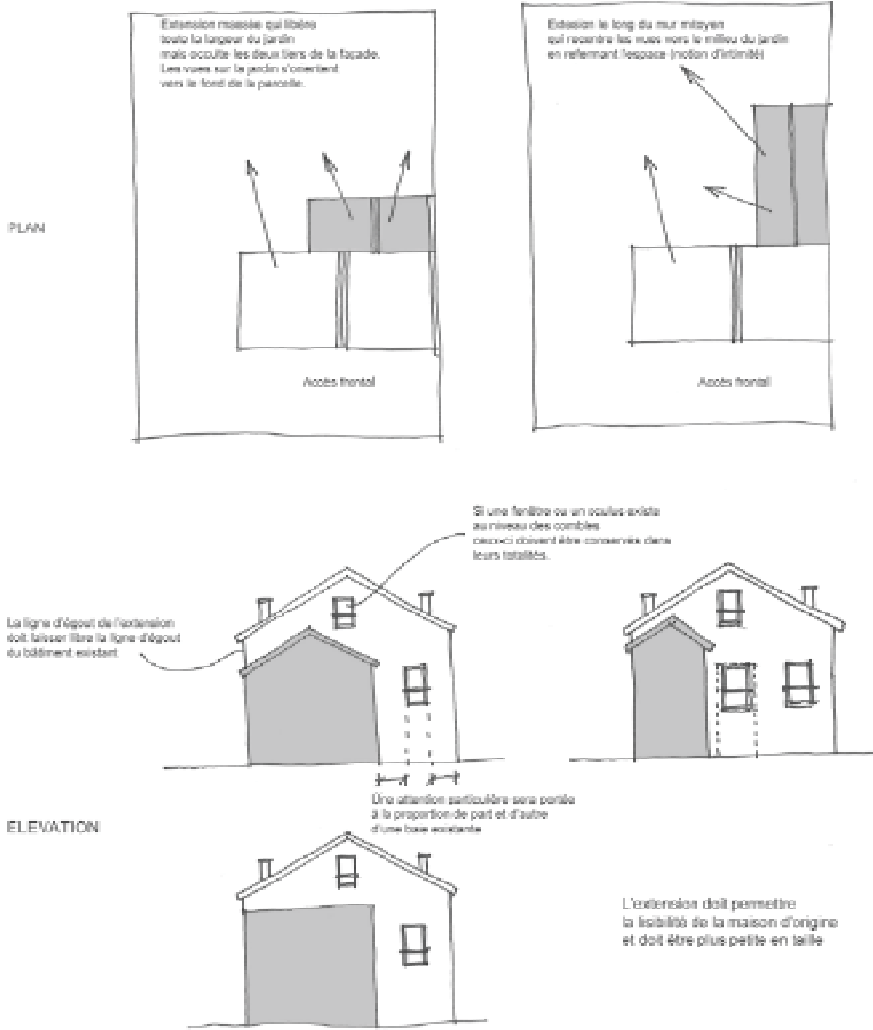 Extension massée qui libère
toute la largeur du jardin
mais occulte les deux tiers de la façade.
Les vues sur la jardin s'orientent
vers le fond de la parcelle.
Extesion le long du mur mitoyen
qui recentre les vues vers le milieu du jardin
en refermant l'espace (notion d'intimité)
PLAN
Accès frontal
Accès frontal
Si une fenêtre ou un oculus existe
au niveau des combles
ceux-ci doivent être conservés dans
leurs totalités.
La ligne d'égout de l'extension
doit laisser libre la ligne d'égout
du bâtiment existant
Une attention particulière sera portée
à la proportion de part et d'autre
d'une baie existante
ELEVATION
L'extension doit permettre
la lisibilité de la maison d'origine
et doit être plus petite en taille